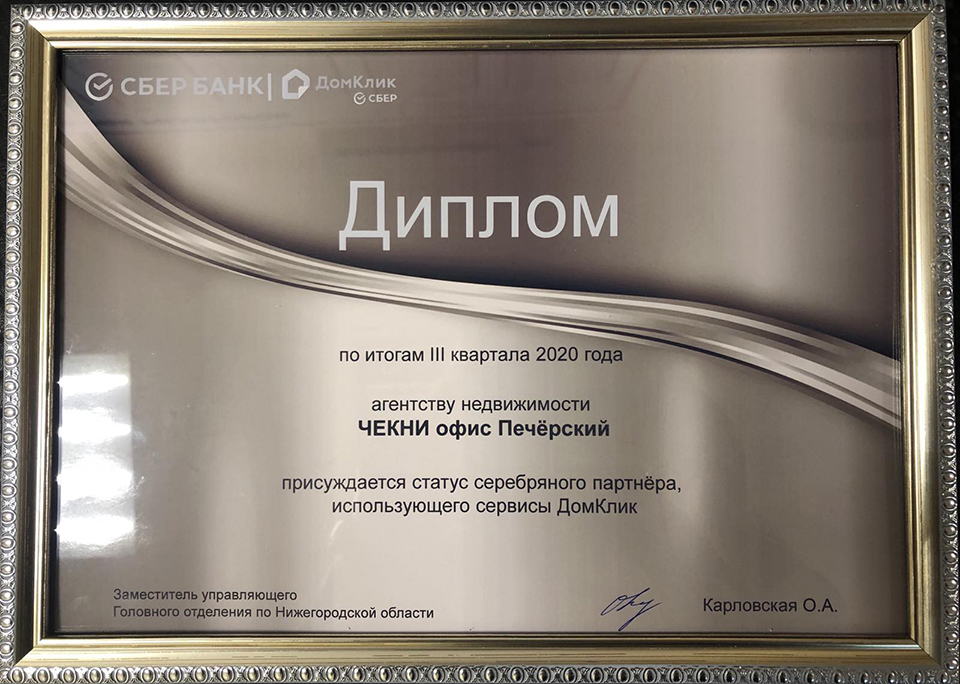 СБЕР БАНК | ДомКлик
СБЕР
Диплом
по итогам III квартала 2020 года
агентству недвижимости
ЧЕКНИ офис Печёрский
присуждается статус серебряного партнёра,
использующего сервисы ДомКлик
Заместитель управляющего
Головного отделения по Нижегородской области
Карловская О.А.